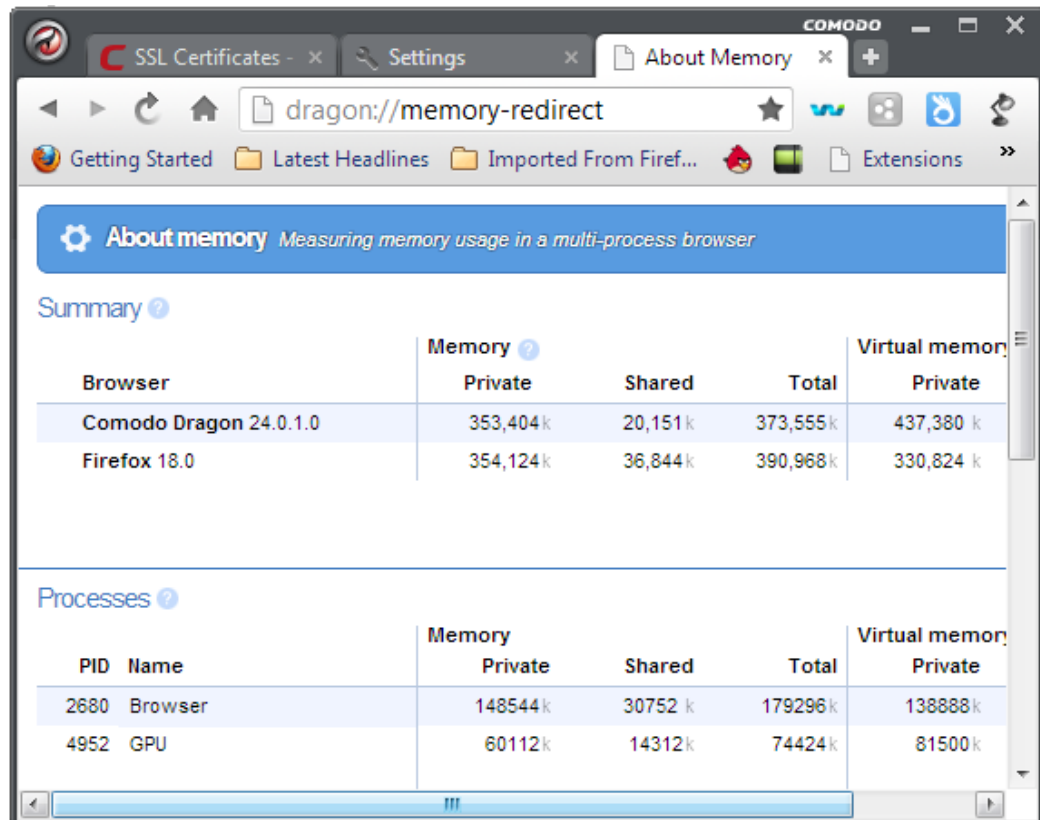 COMODO
SSL Certificates - Settings About Memory
dragon://memory-redirect
Getting Started Latest Headlines Imported From Firef... Extensions »
About memory Measuring memory usage in a multi-process browser
Summary ?
Memory ? Virtual memory
Browser Private Shared Total Private
Comodo Dragon 24.0.1.0 353,404k 20,151k 373,555k 437,380 k
Firefox 18.0 354,124k 36,844k 390,968k 330,824 k
Processes ?
Memory Virtual memory
PID Name Private Shared Total Private
2680 Browser 148544k 30752 k 179296k 138888k
4952 GPU 60112k 14312k 74424k 81500k